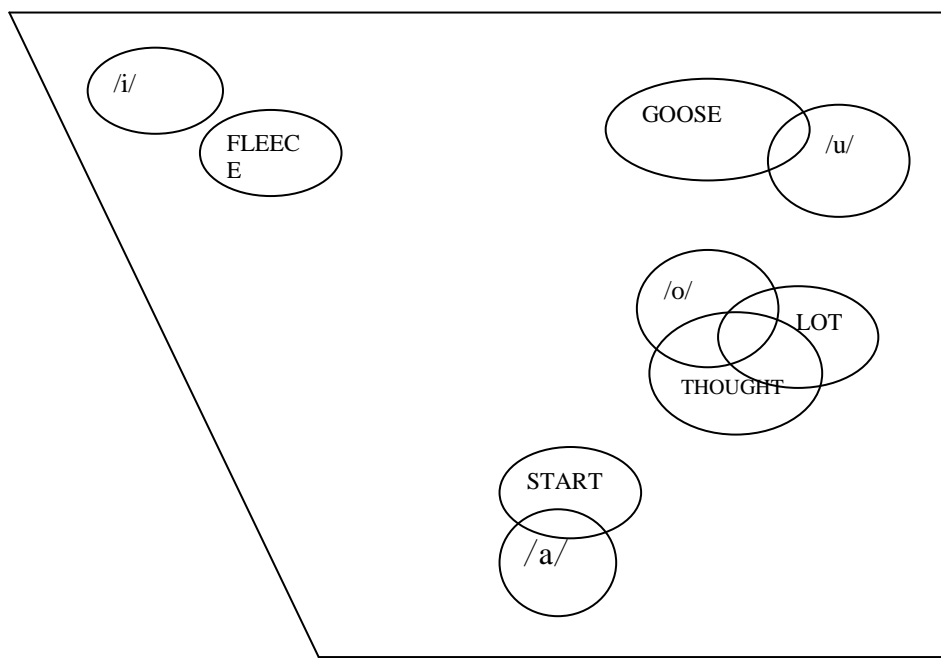 /i/
GOOSE
FLEEC
E
/u/
/o/
LOT
THOUGHT
START
/a/